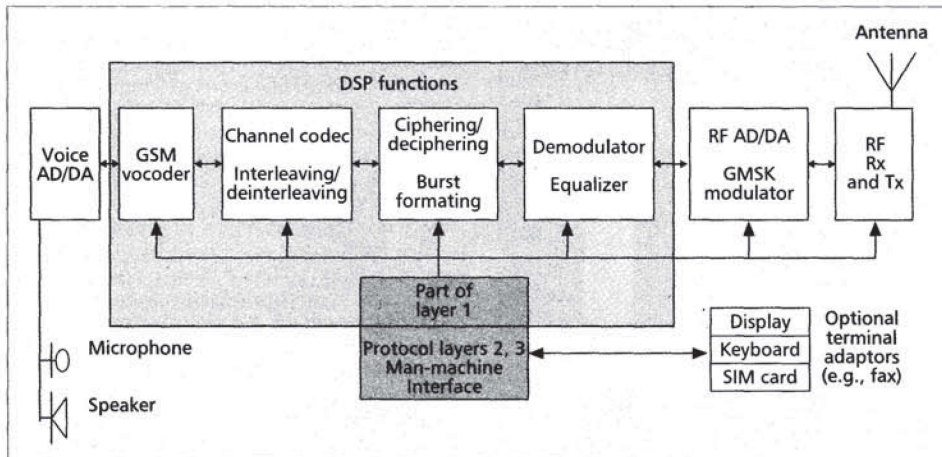 Antenna
DSP functions
Voice
AD/DA
GSM
vocoder
Channel codec
Interleaving/
deinterleaving
Ciphering/
deciphering
Burst
formating
Demodulator
Equalizer
RF AD/DA
GMSK
modulator
RF
Rx
and Tx
Part of
layer 1
Protocol layers 2, 3
Man-machine
Interface
Display
Keyboard
SIM card
Optional
terminal
adaptors
(e.g., fax)
Microphone
Speaker